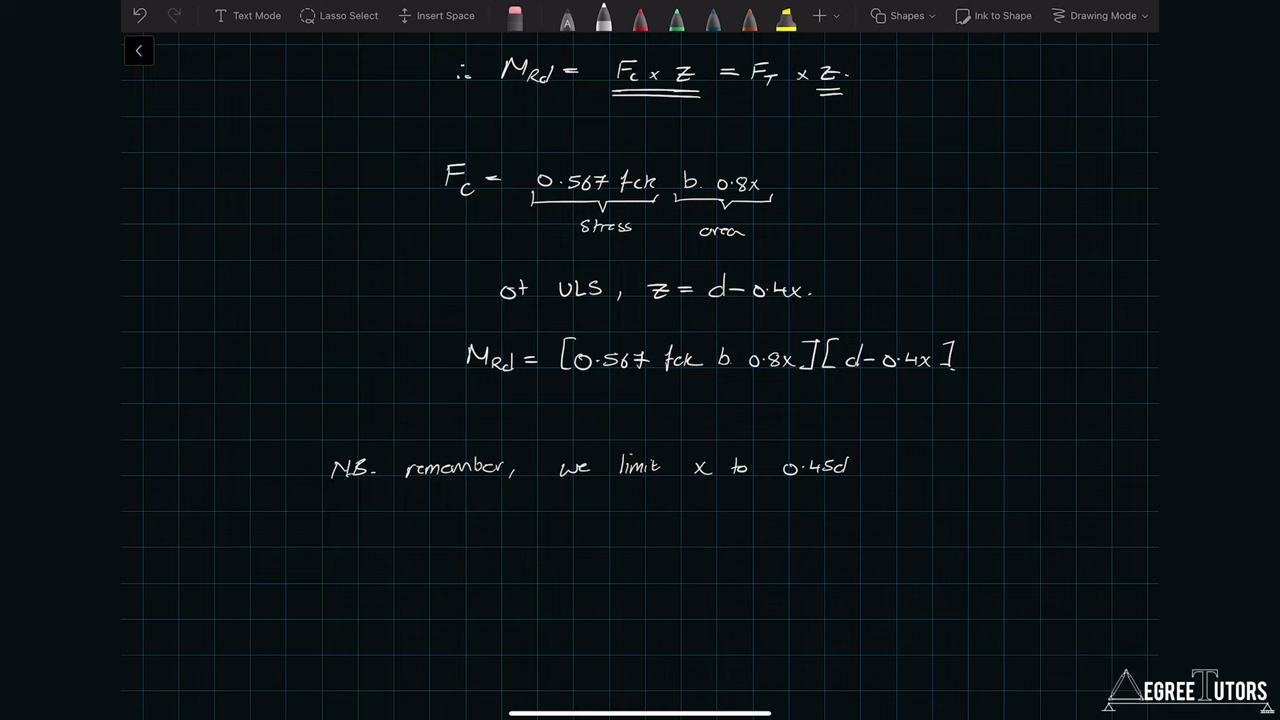 Text Mode Lasso Select Insert Space A Shapes Ink to Shape Drawing Mode
∴ MRd = Fc × z = FT × z.
Fc = 0.567 fck b. 0.8x
stress area
at ULS, z = d - 0.4x.
MRd = [0.567 fck b 0.8x][d - 0.4x]
NB. remember, we limit x to 0.45d
DEGREE TUTORS